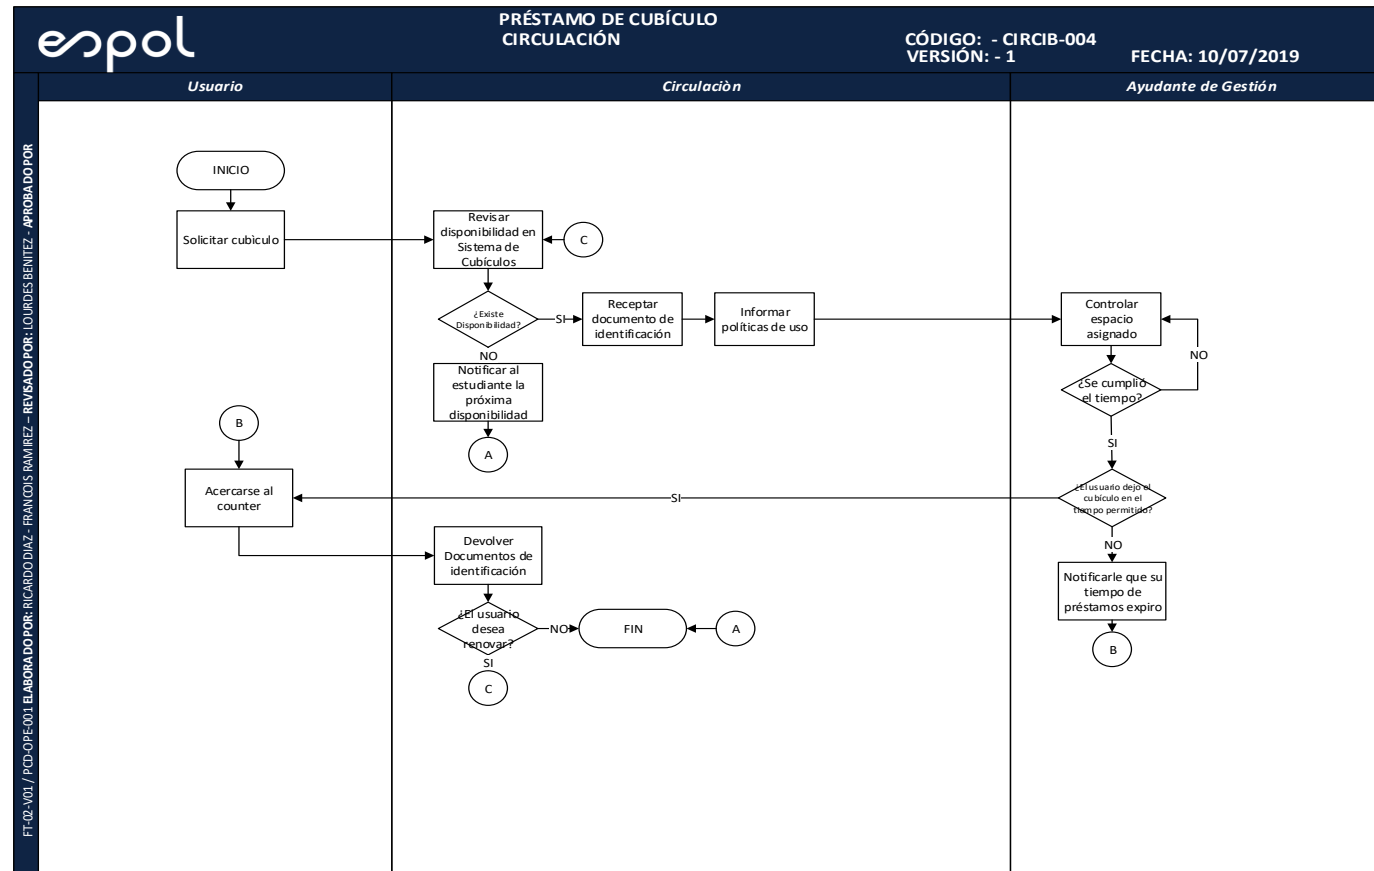 espol
PRÉSTAMO DE CUBÍCULO
CIRCULACIÓN
CÓDIGO: - CIRCIB-004
VERSIÓN: - 1
FECHA: 10/07/2019
Usuario
Circulaciòn
Ayudante de Gestión
FT-02-V01 / PCD-OPE-001 ELABORADO POR: RICARDO DIAZ - FRANCOIS RAMIREZ – REVISADO POR: LOURDES BENITEZ - APROBADO POR
INICIO
Solicitar cubìculo
Revisar
disponibilidad en
Sistema de
Cubículos
C
¿Existe
Disponibilidad?
SI
Receptar
documento de
identificación
Informar
políticas de uso
Controlar
espacio
asignado
NO
NO
Notificar al
estudiante la
próxima
disponibilidad
A
¿Se cumplió
el tiempo?
SI
B
Acercarse al
counter
SI
¿El usuario dejo el
cubículo en el
tiempo permitido?
NO
Devolver
Documentos de
identificación
Notificarle que su
tiempo de
préstamos expiro
B
¿El usuario
desea
renovar?
NO
FIN
A
SI
C